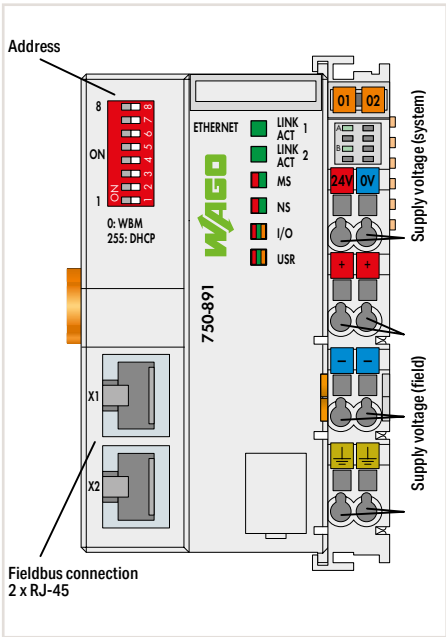 Address
8
8
7
6
5
4
3
2
1
ON
ON
1
0: WBM
255: DHCP
ETHERNET
LINK 1
ACT
LINK 2
ACT
MS
NS
I/O
USR
WAGO
750-891
X1
X2
01 02
A
B
24V 0V
+ +
– –
Supply voltage (system)
Supply voltage (field)
Fieldbus connection
2 x RJ-45